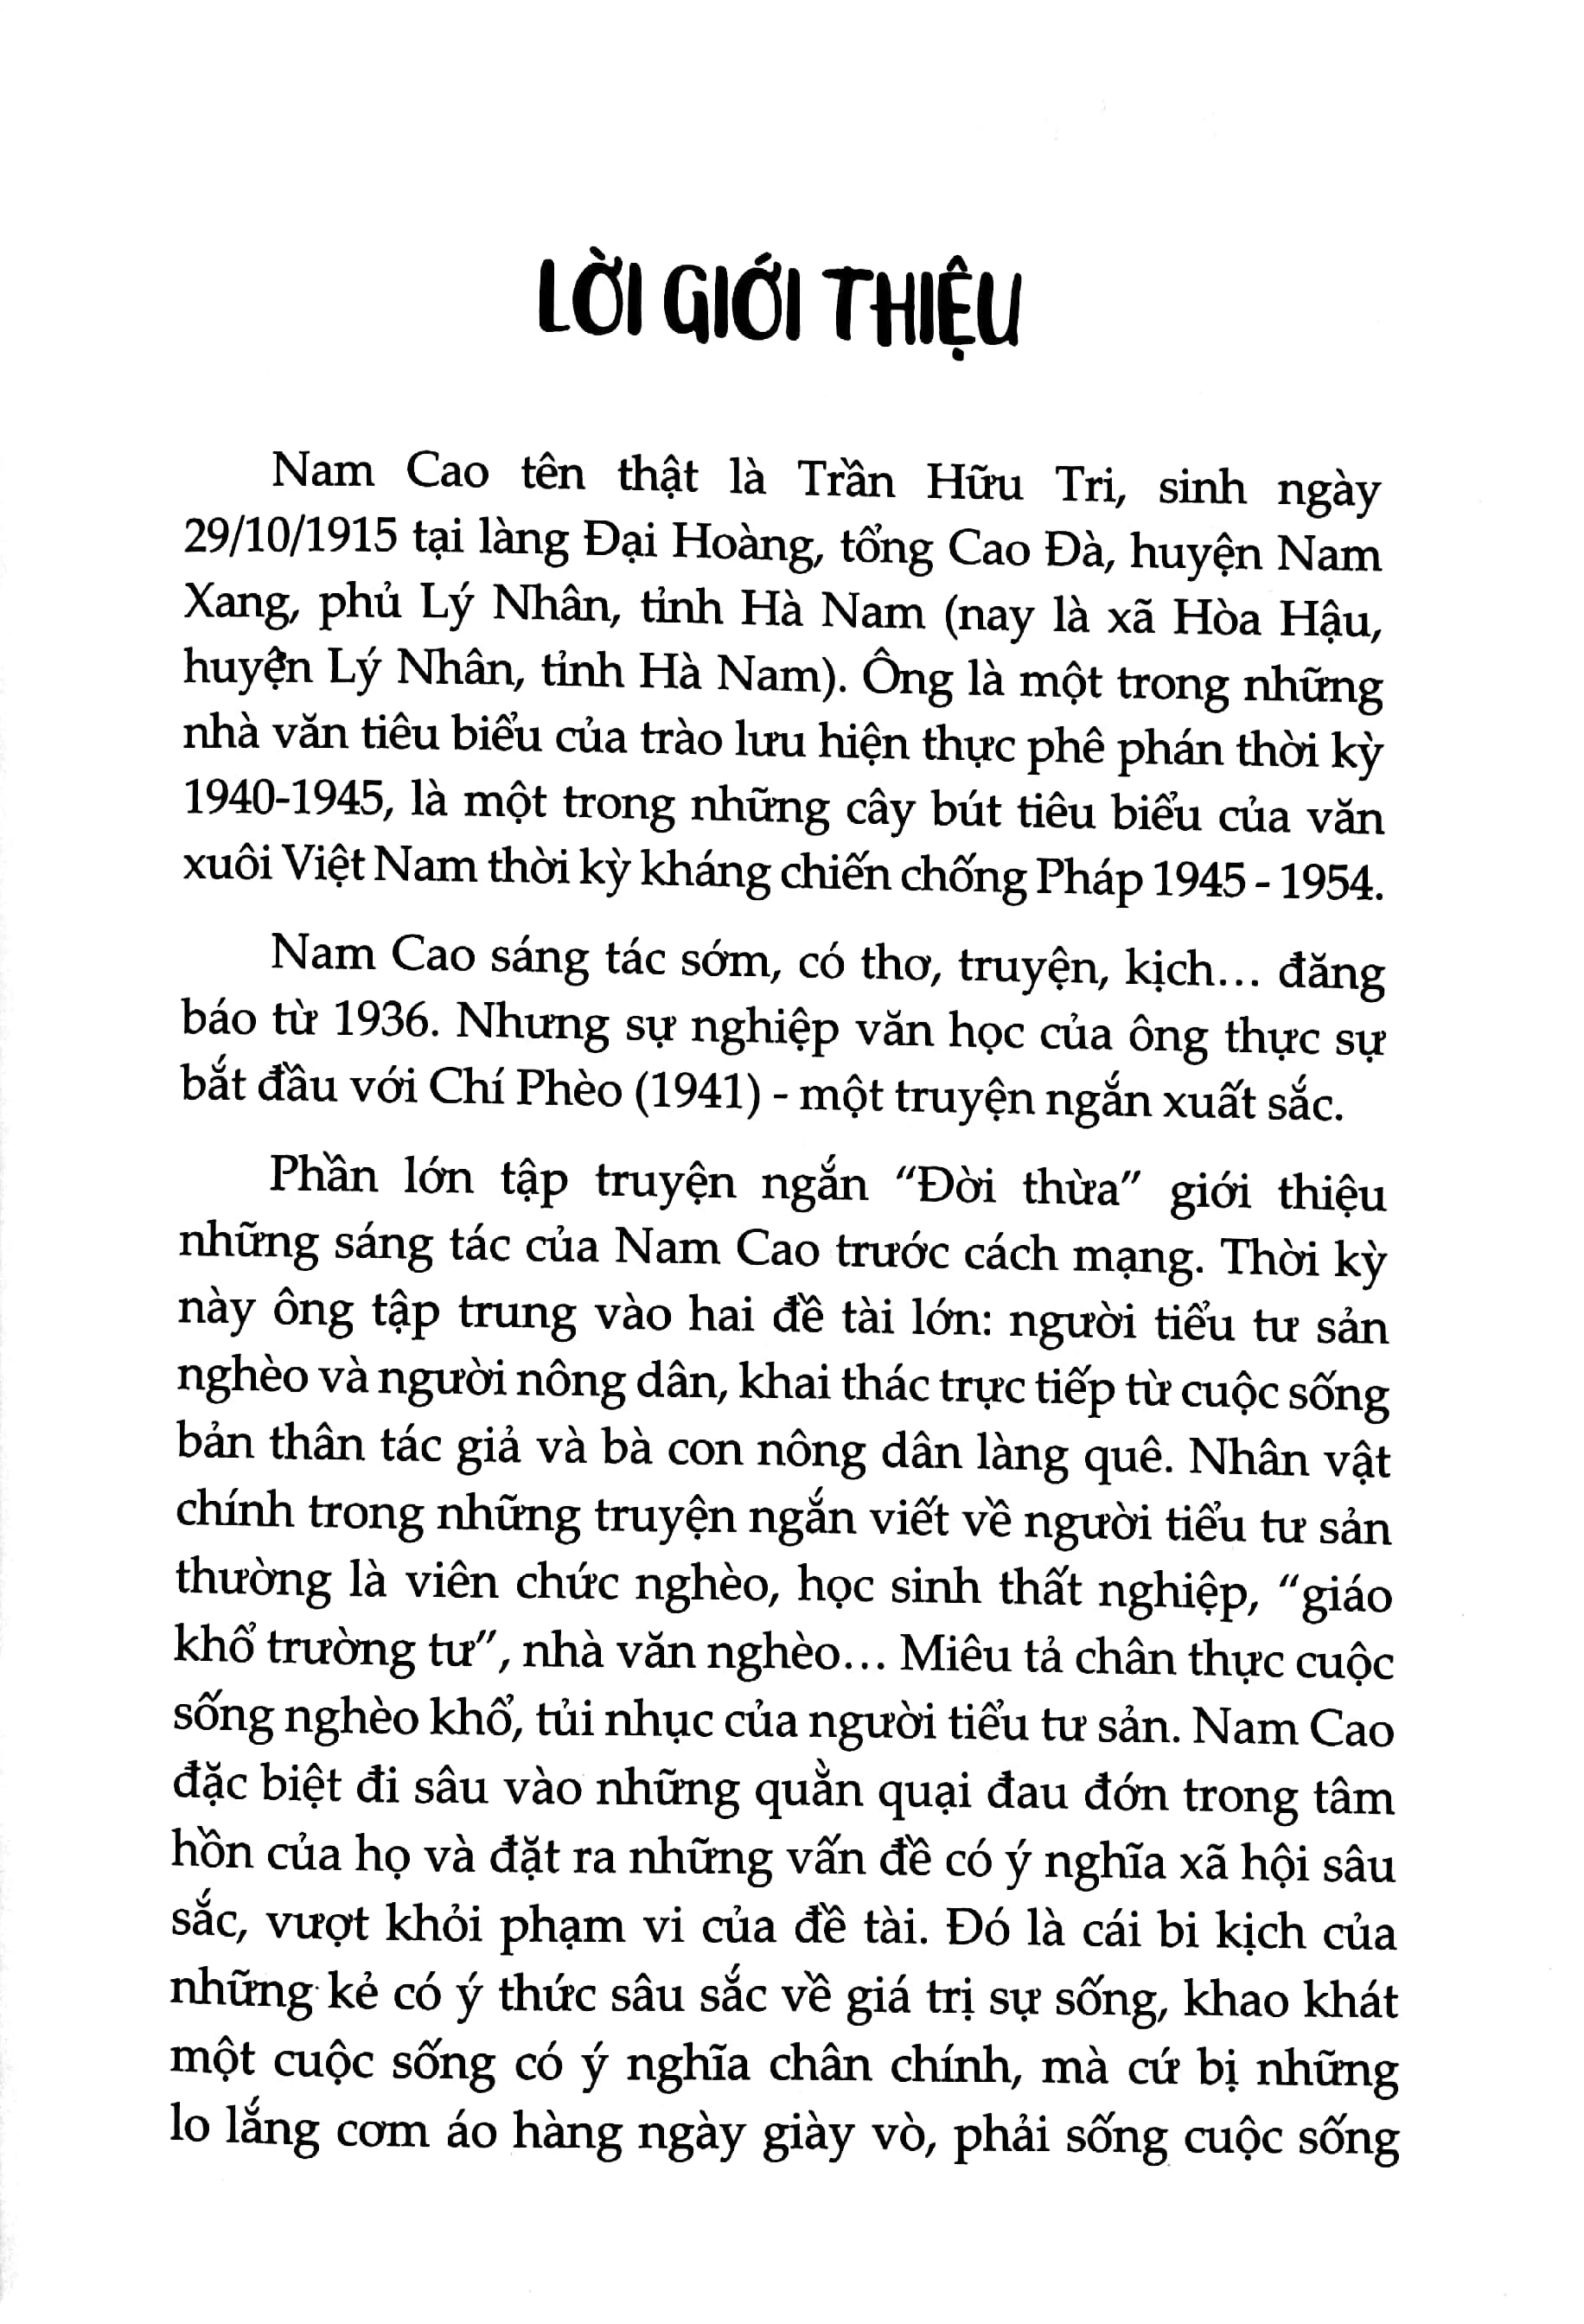 LỜI GIỚI THIỆU
Nam Cao tên thật là Trần Hữu Tri, sinh ngày
29/10/1915 tại làng Đại Hoàng, tổng Cao Đà, huyện Nam
Xang, phủ Lý Nhân, tỉnh Hà Nam (nay là xã Hòa Hậu,
huyện Lý Nhân, tỉnh Hà Nam). Ông là một trong những
nhà văn tiêu biểu của trào lưu hiện thực phê phán thời kỳ
1940-1945, là một trong những cây bút tiêu biểu của văn
xuôi Việt Nam thời kỳ kháng chiến chống Pháp 1945 - 1954.
Nam Cao sáng tác sớm, có thơ, truyện, kịch... đăng
báo từ 1936. Nhưng sự nghiệp văn học của ông thực sự
bắt đầu với Chí Phèo (1941) - một truyện ngắn xuất sắc.
Phần lớn tập truyện ngắn “Đời thừa” giới thiệu
những sáng tác của Nam Cao trước cách mạng. Thời kỳ
này ông tập trung vào hai đề tài lớn: người tiểu tư sản
nghèo và người nông dân, khai thác trực tiếp từ cuộc sống
bản thân tác giả và bà con nông dân làng quê. Nhân vật
chính trong những truyện ngắn viết về người tiểu tư sản
thường là viên chức nghèo, học sinh thất nghiệp, “giáo
khổ trường tư”, nhà văn nghèo... Miêu tả chân thực cuộc
sống nghèo khổ, tủi nhục của người tiểu tư sản. Nam Cao
đặc biệt đi sâu vào những quằn quại đau đớn trong tâm
hồn của họ và đặt ra những vấn đề có ý nghĩa xã hội sâu
sắc, vượt khỏi phạm vi của đề tài. Đó là cái bi kịch của
những kẻ có ý thức sâu sắc về giá trị sự sống, khao khát
một cuộc sống có ý nghĩa chân chính, mà cứ bị những
lo lắng cơm áo hàng ngày giày vò, phải sống cuộc sống